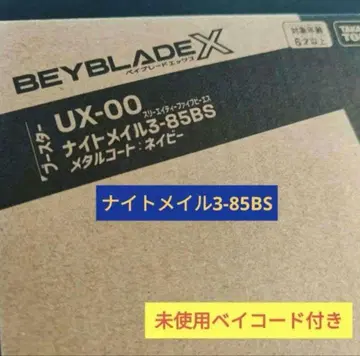 BEYBLADE X
ベイブレードエックス
対象年齢
6才以上
TAKARA TOMY
ブースター
UX-00
スリーエイティーファイブビーエス
ナイトメイル3-85BS
メタルコート:ネイビー
ナイトメイル3-85BS
未使用ベイコード付き